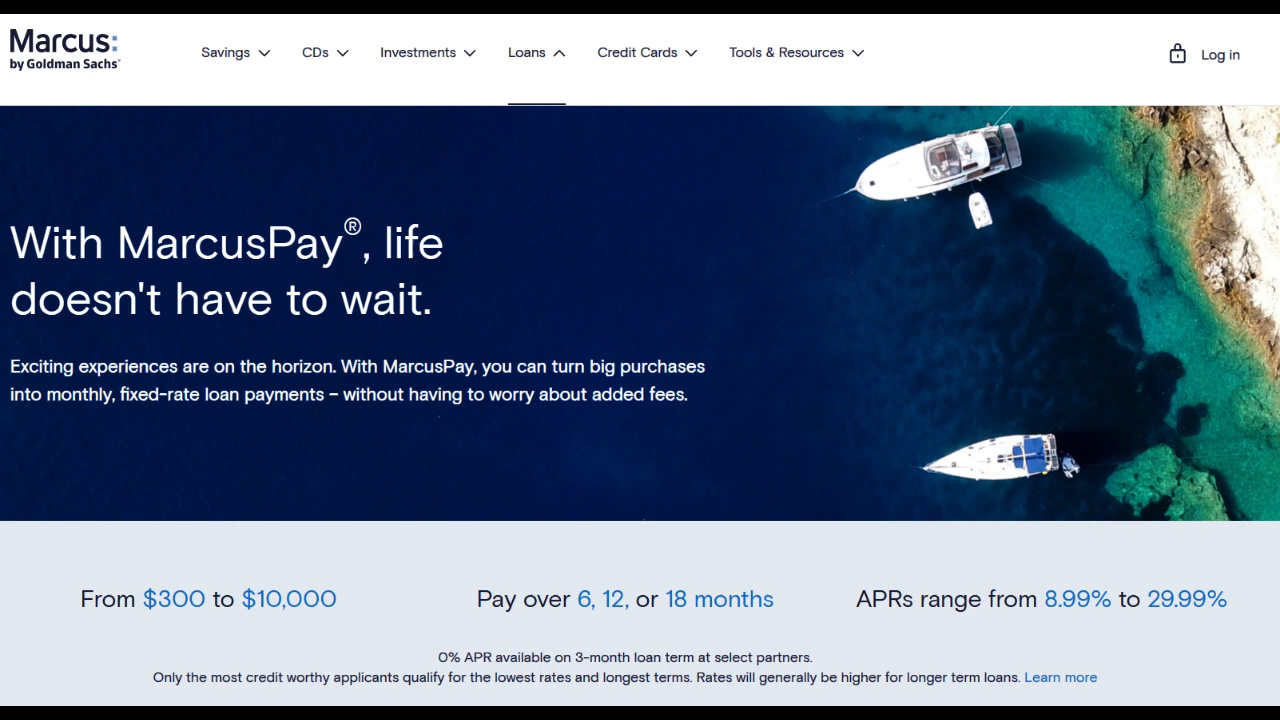 Marcus:
by Goldman Sachs®
Savings
CDs
Investments
Loans
Credit Cards
Tools & Resources
Log in
With MarcusPay®, life
doesn't have to wait.
Exciting experiences are on the horizon. With MarcusPay, you can turn big purchases
into monthly, fixed-rate loan payments – without having to worry about added fees.
From $300 to $10,000
Pay over 6, 12, or 18 months
APRs range from 8.99% to 29.99%
0% APR available on 3-month loan term at select partners.
Only the most credit worthy applicants qualify for the lowest rates and longest terms. Rates will generally be higher for longer term loans. Learn more